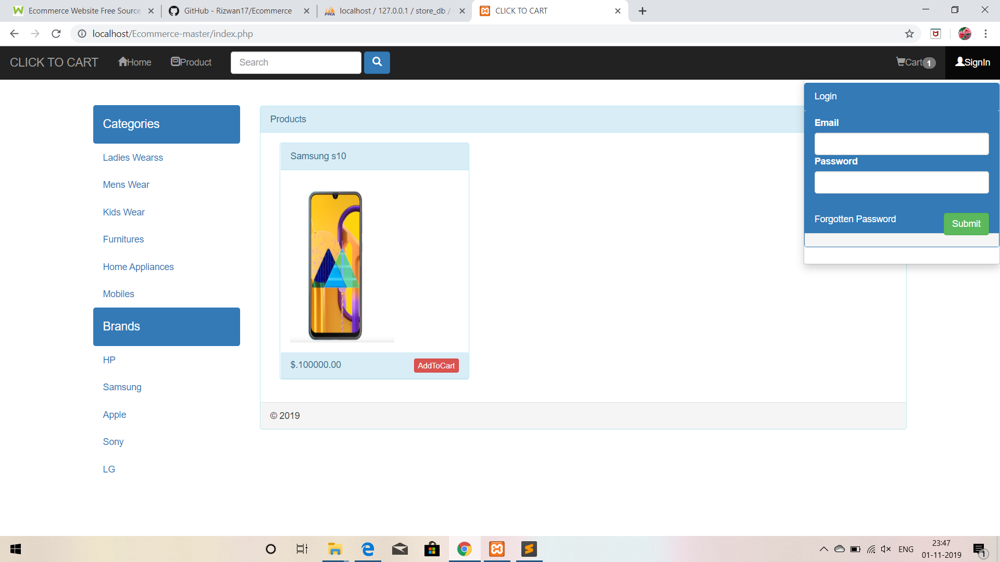 Ecommerce Website Free Source
GitHub - Rizwan17/Ecommerce
PMA
localhost / 127.0.0.1 / store_db /
CLICK TO CART
localhost/Ecommerce-master/index.php
CLICK TO CART
Home
Product
Search
Cart 1
SignIn
Login
Email
Password
Forgotten Password
Submit
Categories
Ladies Wearss
Mens Wear
Kids Wear
Furnitures
Home Appliances
Mobiles
Brands
HP
Samsung
Apple
Sony
LG
Products
Samsung s10
$.100000.00
AddToCart
© 2019
ENG
23:47
01-11-2019
1